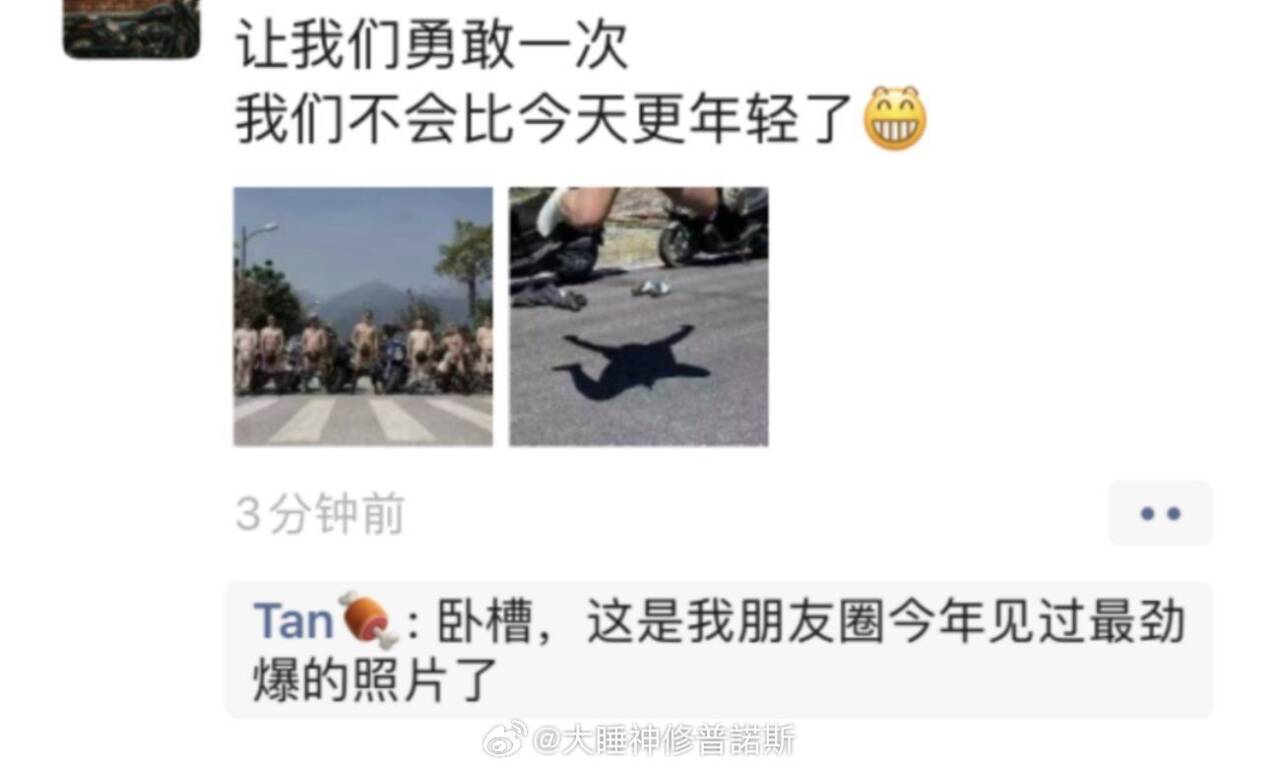 让我们勇敢一次
我们不会比今天更年轻了😁
3分钟前
Tan🍖: 卧槽，这是我朋友圈今年见过最劲
爆的照片了
@大睡神修普諾斯